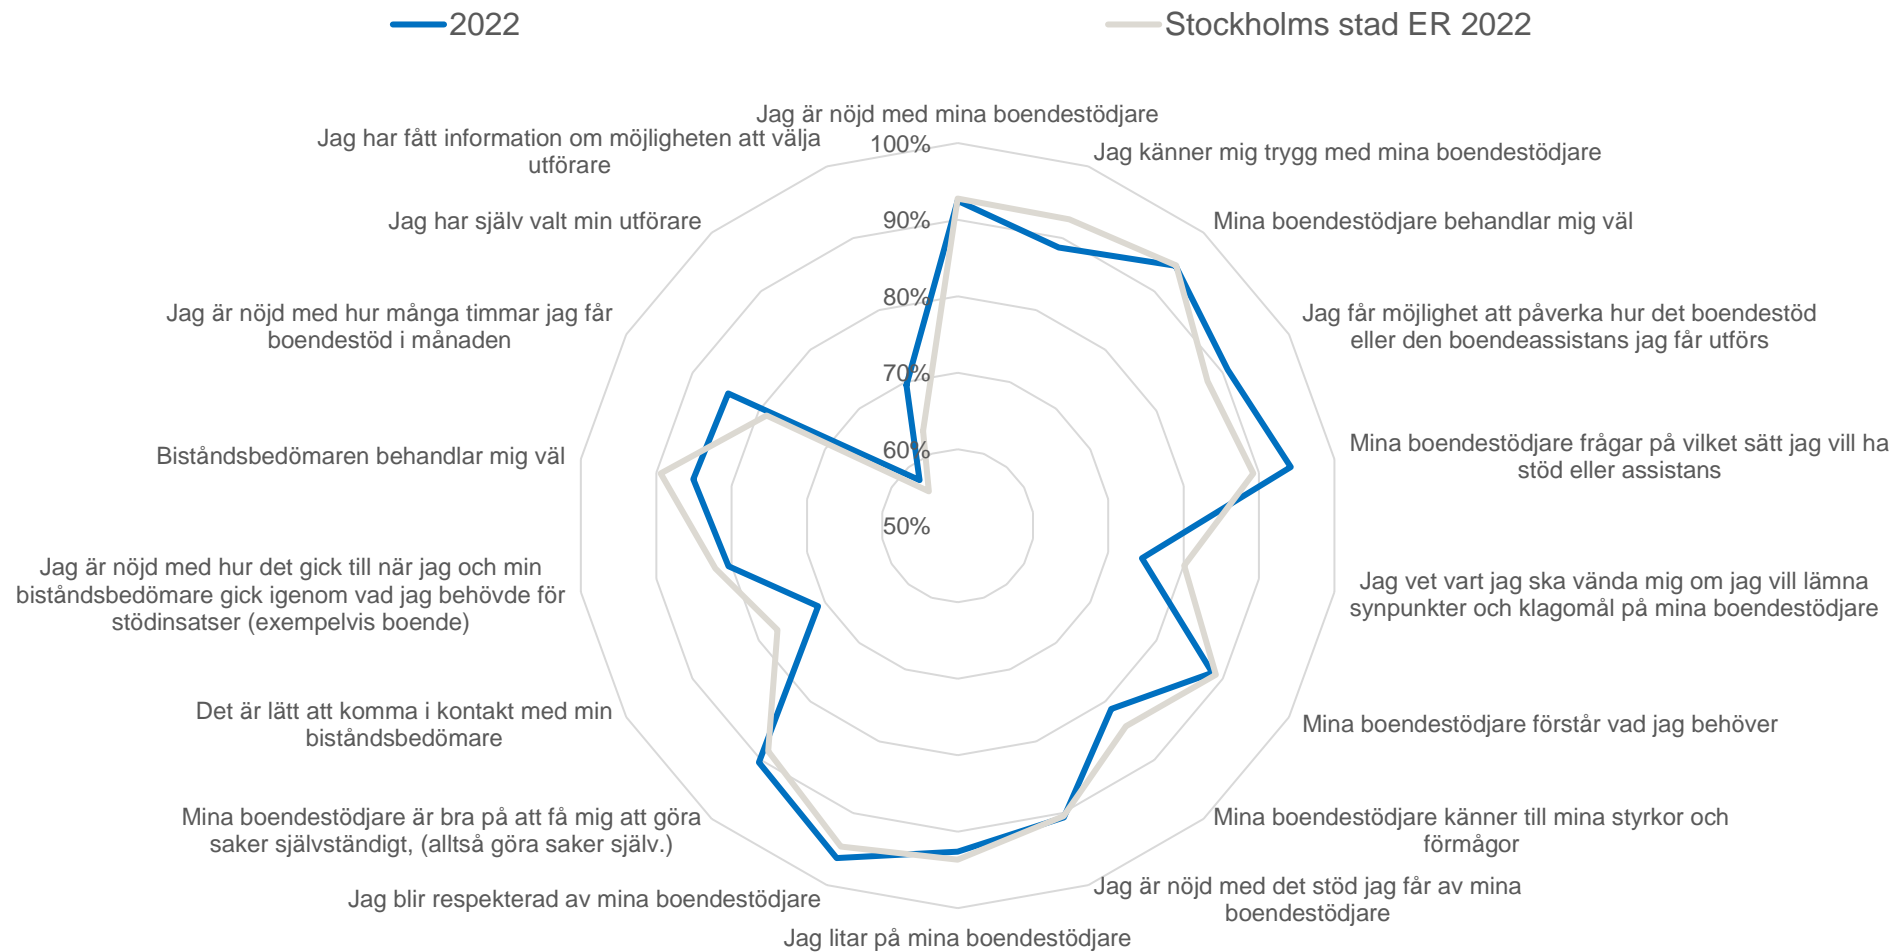 2022
Stockholms stad ER 2022
Jag är nöjd med mina boendestödjare
Jag känner mig trygg med mina boendestödjare
Mina boendestödjare behandlar mig väl
Jag får möjlighet att påverka hur det boendestöd
eller den boendeassistans jag får utförs
Mina boendestödjare frågar på vilket sätt jag vill ha
stöd eller assistans
Jag vet vart jag ska vända mig om jag vill lämna
synpunkter och klagomål på mina boendestödjare
Mina boendestödjare förstår vad jag behöver
Mina boendestödjare känner till mina styrkor och
förmågor
Jag är nöjd med det stöd jag får av mina
boendestödjare
Jag litar på mina boendestödjare
Jag blir respekterad av mina boendestödjare
Mina boendestödjare är bra på att få mig att göra
saker självständigt, (alltså göra saker själv.)
Det är lätt att komma i kontakt med min
biståndsbedömare
Jag är nöjd med hur det gick till när jag och min
biståndsbedömare gick igenom vad jag behövde för
stödinsatser (exempelvis boende)
Biståndsbedömaren behandlar mig väl
Jag är nöjd med hur många timmar jag får
boendestöd i månaden
Jag har själv valt min utförare
Jag har fått information om möjligheten att välja
utförare
100%
90%
80%
70%
60%
50%